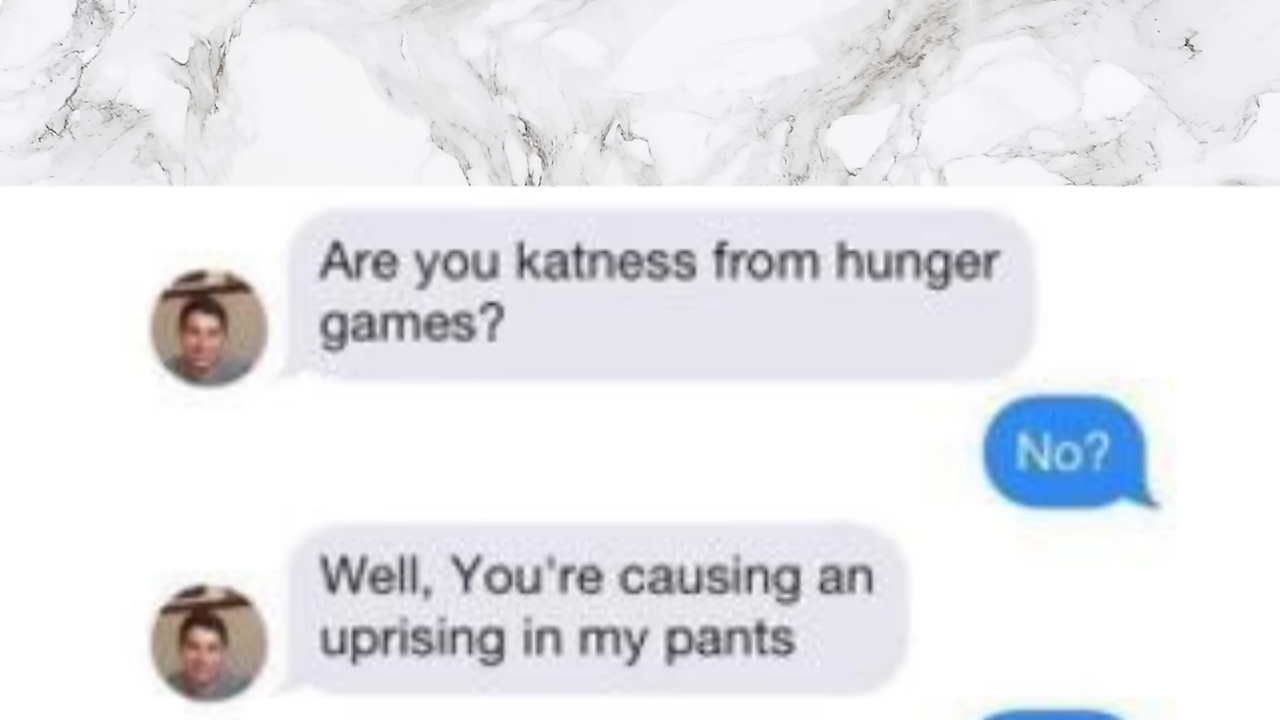 Are you katness from hunger
games?
No?
Well, You're causing an
uprising in my pants